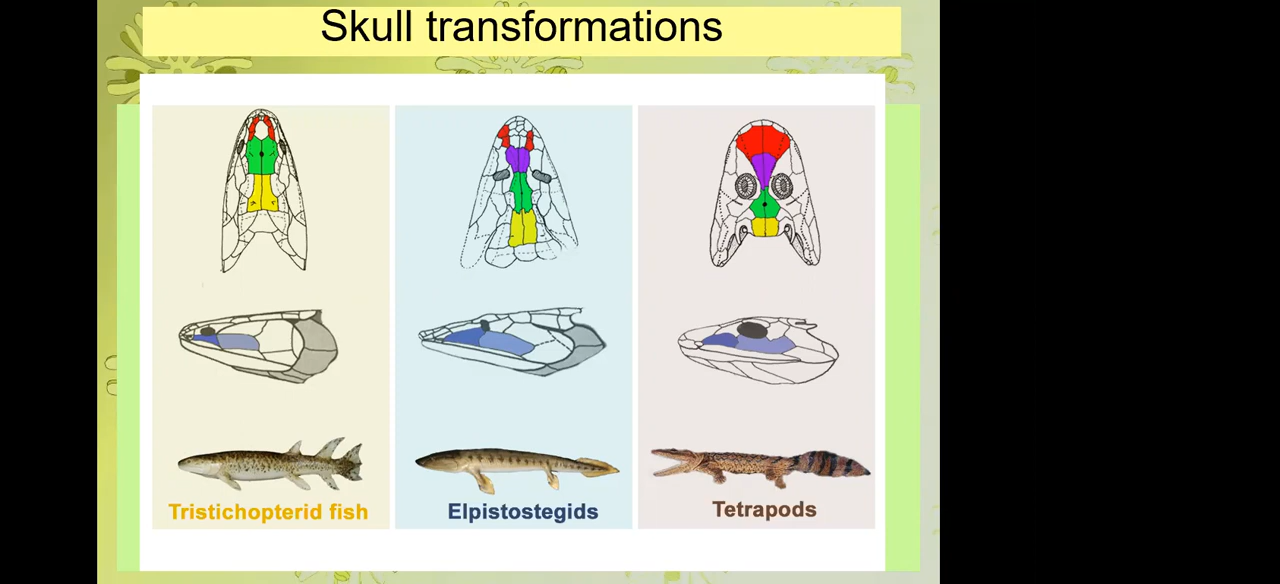 Skull transformations
Tristichopterid fish
Elpistostegids
Tetrapods